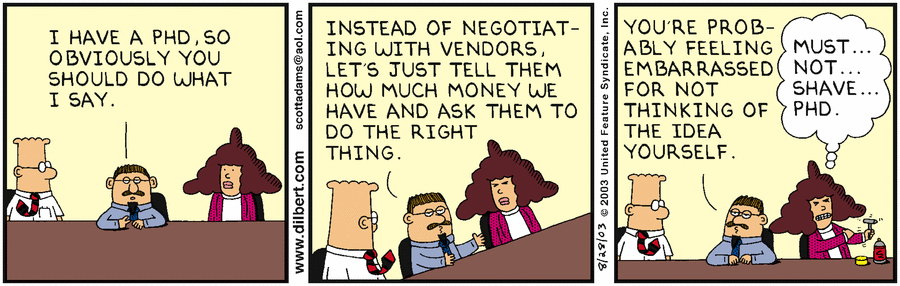 I HAVE A PHD, SO
OBVIOUSLY YOU
SHOULD DO WHAT
I SAY.
www.dilbert.com scottadams@aol.com
INSTEAD OF NEGOTIAT-
ING WITH VENDORS,
LET'S JUST TELL THEM
HOW MUCH MONEY WE
HAVE AND ASK THEM TO
DO THE RIGHT
THING.
8/28/03 © 2003 United Feature Syndicate, Inc.
YOU'RE PROB-
ABLY FEELING
EMBARRASSED
FOR NOT
THINKING OF
THE IDEA
YOURSELF.
MUST...
NOT...
SHAVE...
PHD.